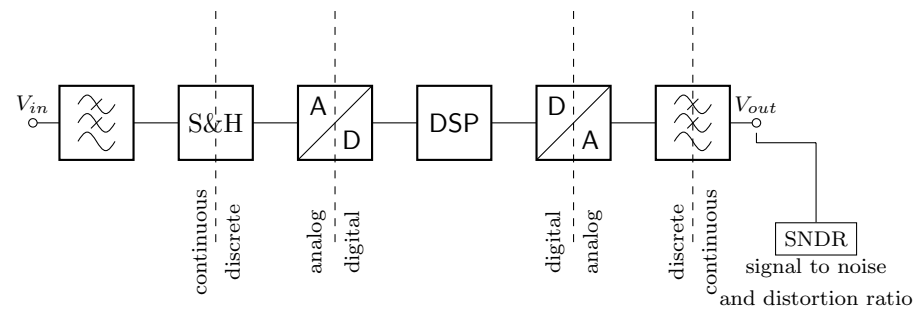 V_in
S&H
A
D
DSP
D
A
V_out
continuous
discrete
analog
digital
digital
analog
discrete
continuous
SNDR
signal to noise
and distortion ratio